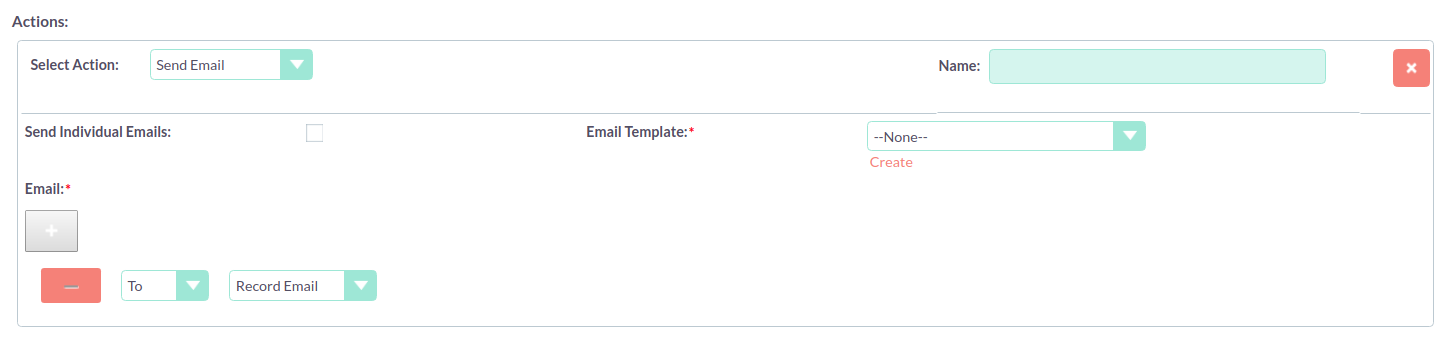 Actions:
Select Action: Send Email Name:
Send Individual Emails: Email Template:* --None--
Create
Email:*
To Record Email